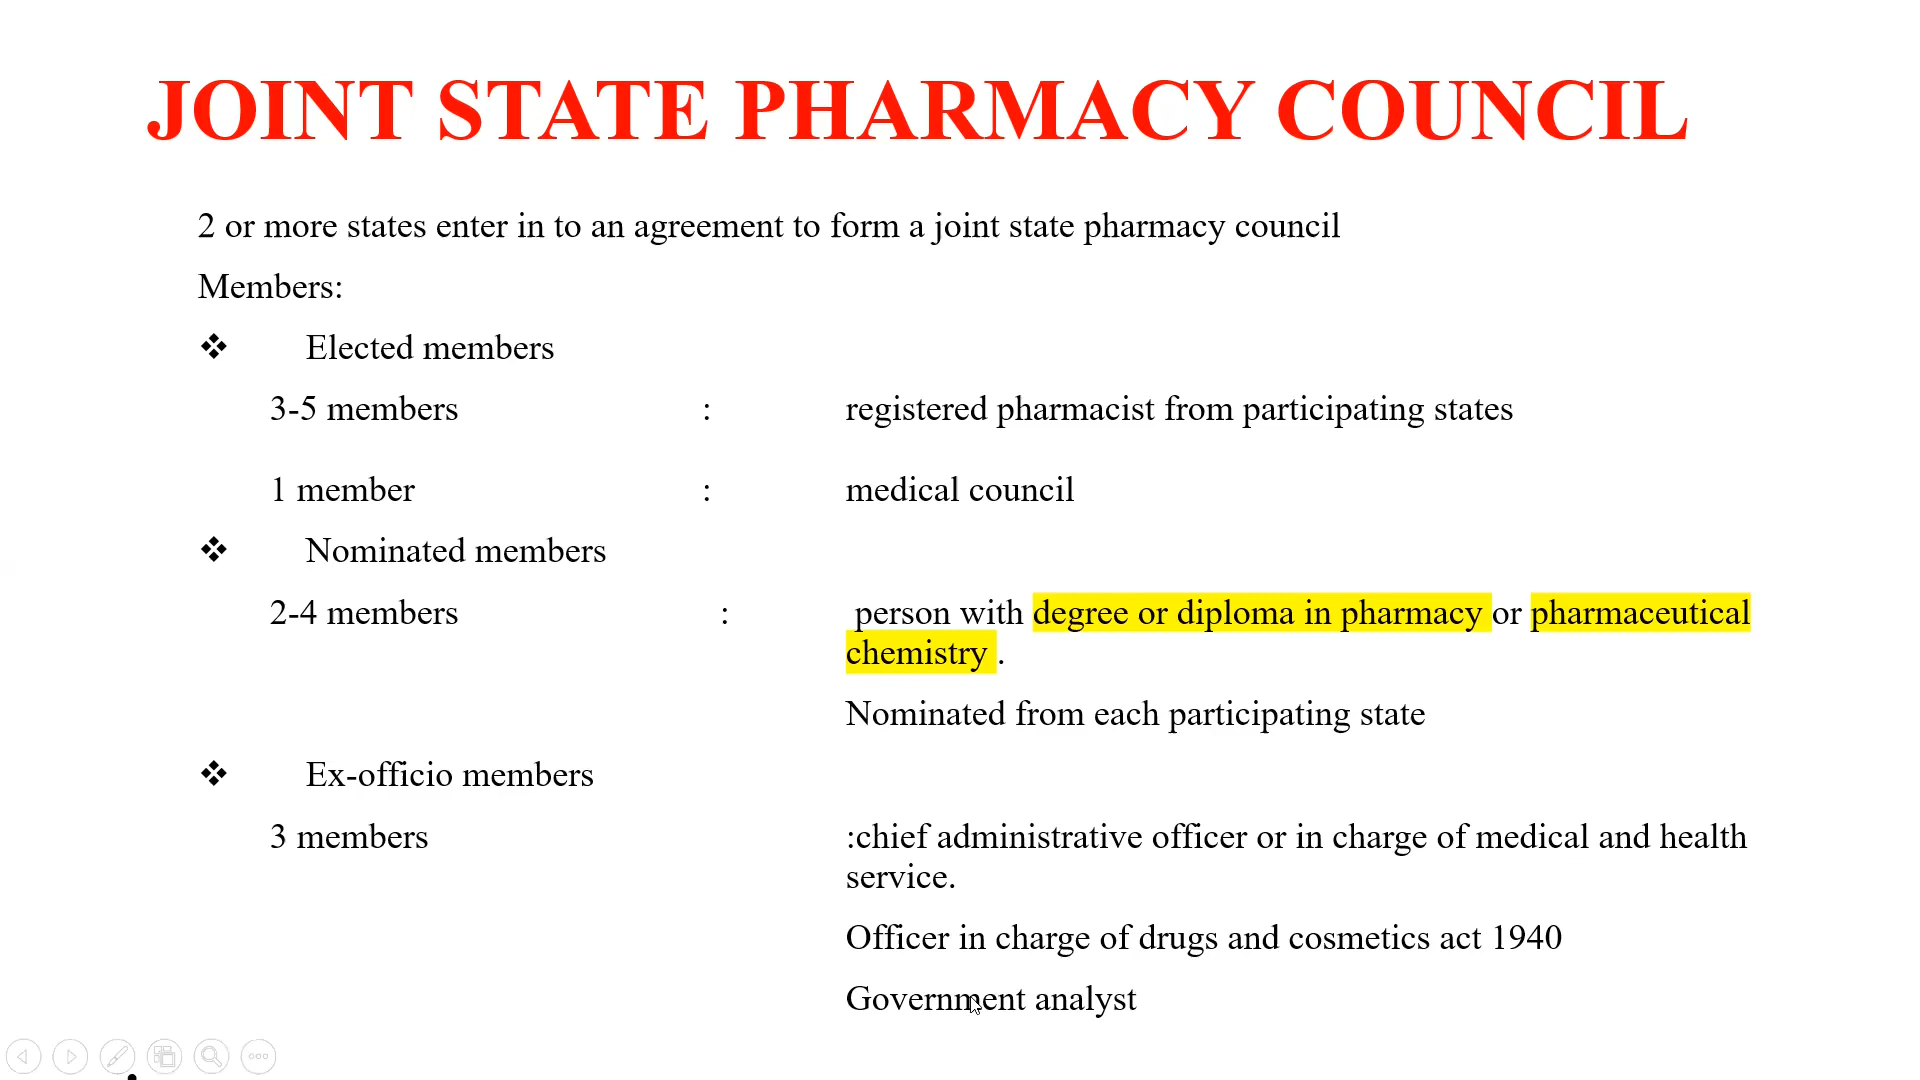 JOINT STATE PHARMACY COUNCIL
2 or more states enter in to an agreement to form a joint state pharmacy council
Members:
❖ Elected members
3-5 members : registered pharmacist from participating states
1 member : medical council
❖ Nominated members
2-4 members : person with degree or diploma in pharmacy or pharmaceutical
chemistry .
Nominated from each participating state
❖ Ex-officio members
3 members :chief administrative officer or in charge of medical and health
service.
Officer in charge of drugs and cosmetics act 1940
Government analyst